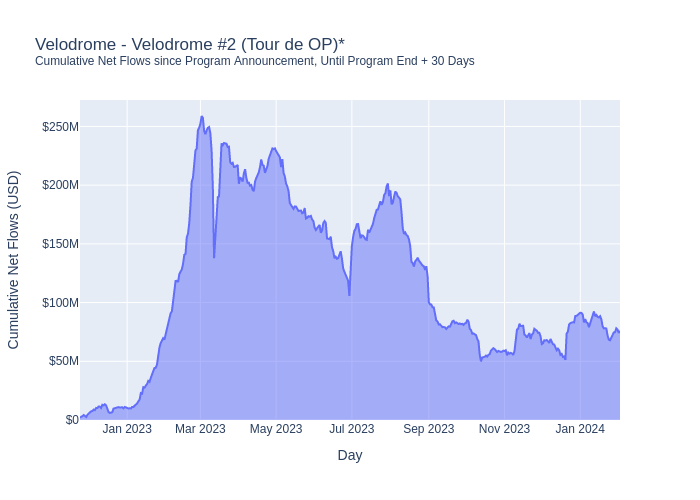 Velodrome - Velodrome #2 (Tour de OP)*
Cumulative Net Flows since Program Announcement, Until Program End + 30 Days
Cumulative Net Flows (USD)
$250M
$200M
$150M
$100M
$50M
$0
Jan 2023 Mar 2023 May 2023 Jul 2023 Sep 2023 Nov 2023 Jan 2024
Day